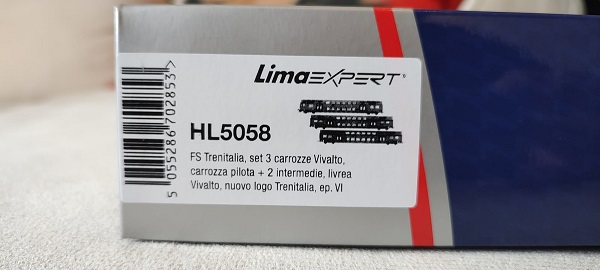 LimaEXPERT®
HL5058
FS Trenitalia, set 3 carrozze Vivalto,
carrozza pilota + 2 intermedie, livrea
Vivalto, nuovo logo Trenitalia, ep. VI
5 055286 702853 >